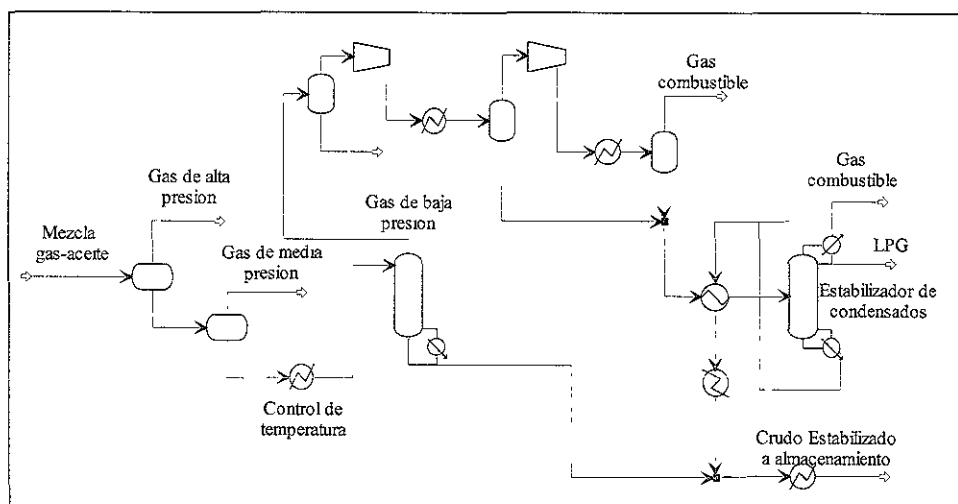 Gas
combustible
Gas de alta
presion
Gas de baja
presion
Gas
combustible
Mezcla
gas-aceite
Gas de media
presion
LPG
Estabilizador de
condensados
Control de
temperatura
Crudo Estabilizado
a almacenamiento